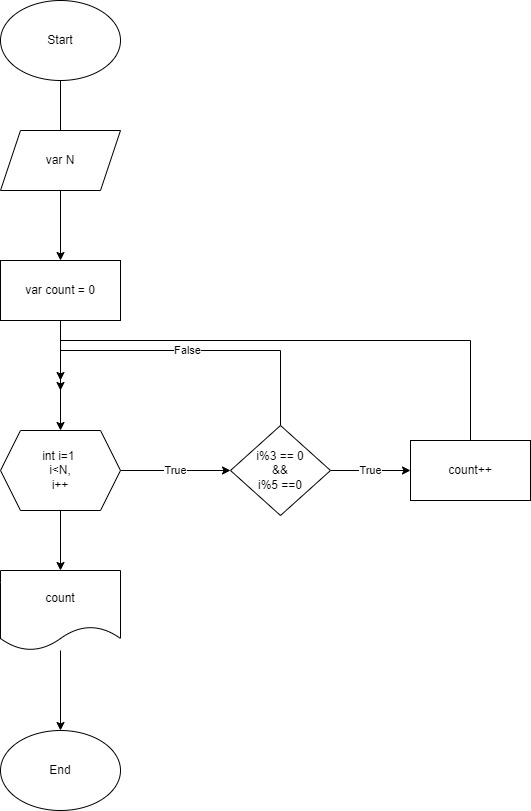 Start
var N
var count = 0
False
int i=1
i<N,
i++
True
i%3 == 0
&&
i%5 ==0
True
count++
count
End